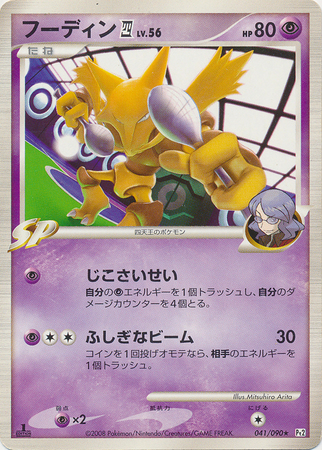 フーディン 四 LV.56 HP 80
たね
四天王のポケモン
SP
じこさいせい
自分の エネルギーを1個トラッシュし、自分のダ
メージカウンターを4個とる。
ふしぎなビーム 30
コインを1回投げオモテなら、相手のエネルギーを
1個トラッシュ。
Illus.Mitsuhiro Arita
弱点 抵抗力 にげる
×2
1
©2008 Pokémon/Nintendo/Creatures/GAME FREAK. 041/090★ Pt2